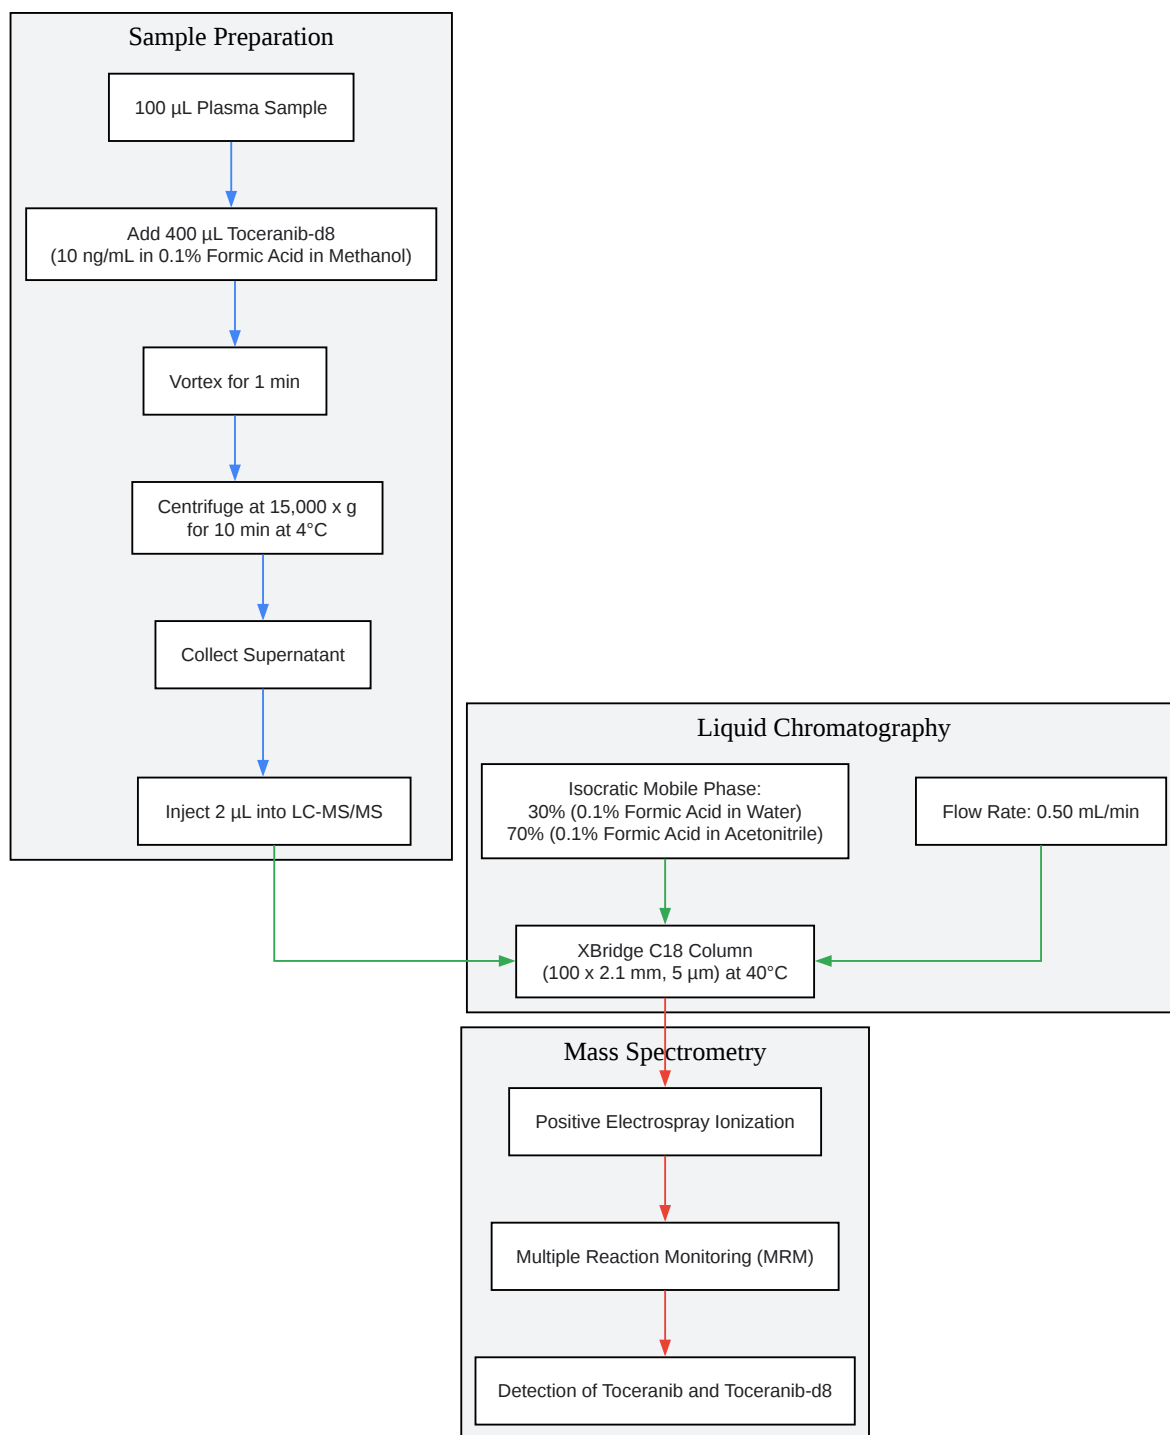 Sample Preparation
100 µL Plasma Sample
Add 400 µL Toceranib-d8
(10 ng/mL in 0.1% Formic Acid in Methanol)
Vortex for 1 min
Centrifuge at 15,000 x g
for 10 min at 4°C
Collect Supernatant
Inject 2 µL into LC-MS/MS
Liquid Chromatography
Isocratic Mobile Phase:
30% (0.1% Formic Acid in Water)
70% (0.1% Formic Acid in Acetonitrile)
Flow Rate: 0.50 mL/min
XBridge C18 Column
(100 x 2.1 mm, 5 µm) at 40°C
Mass Spectrometry
Positive Electrospray Ionization
Multiple Reaction Monitoring (MRM)
Detection of Toceranib and Toceranib-d8